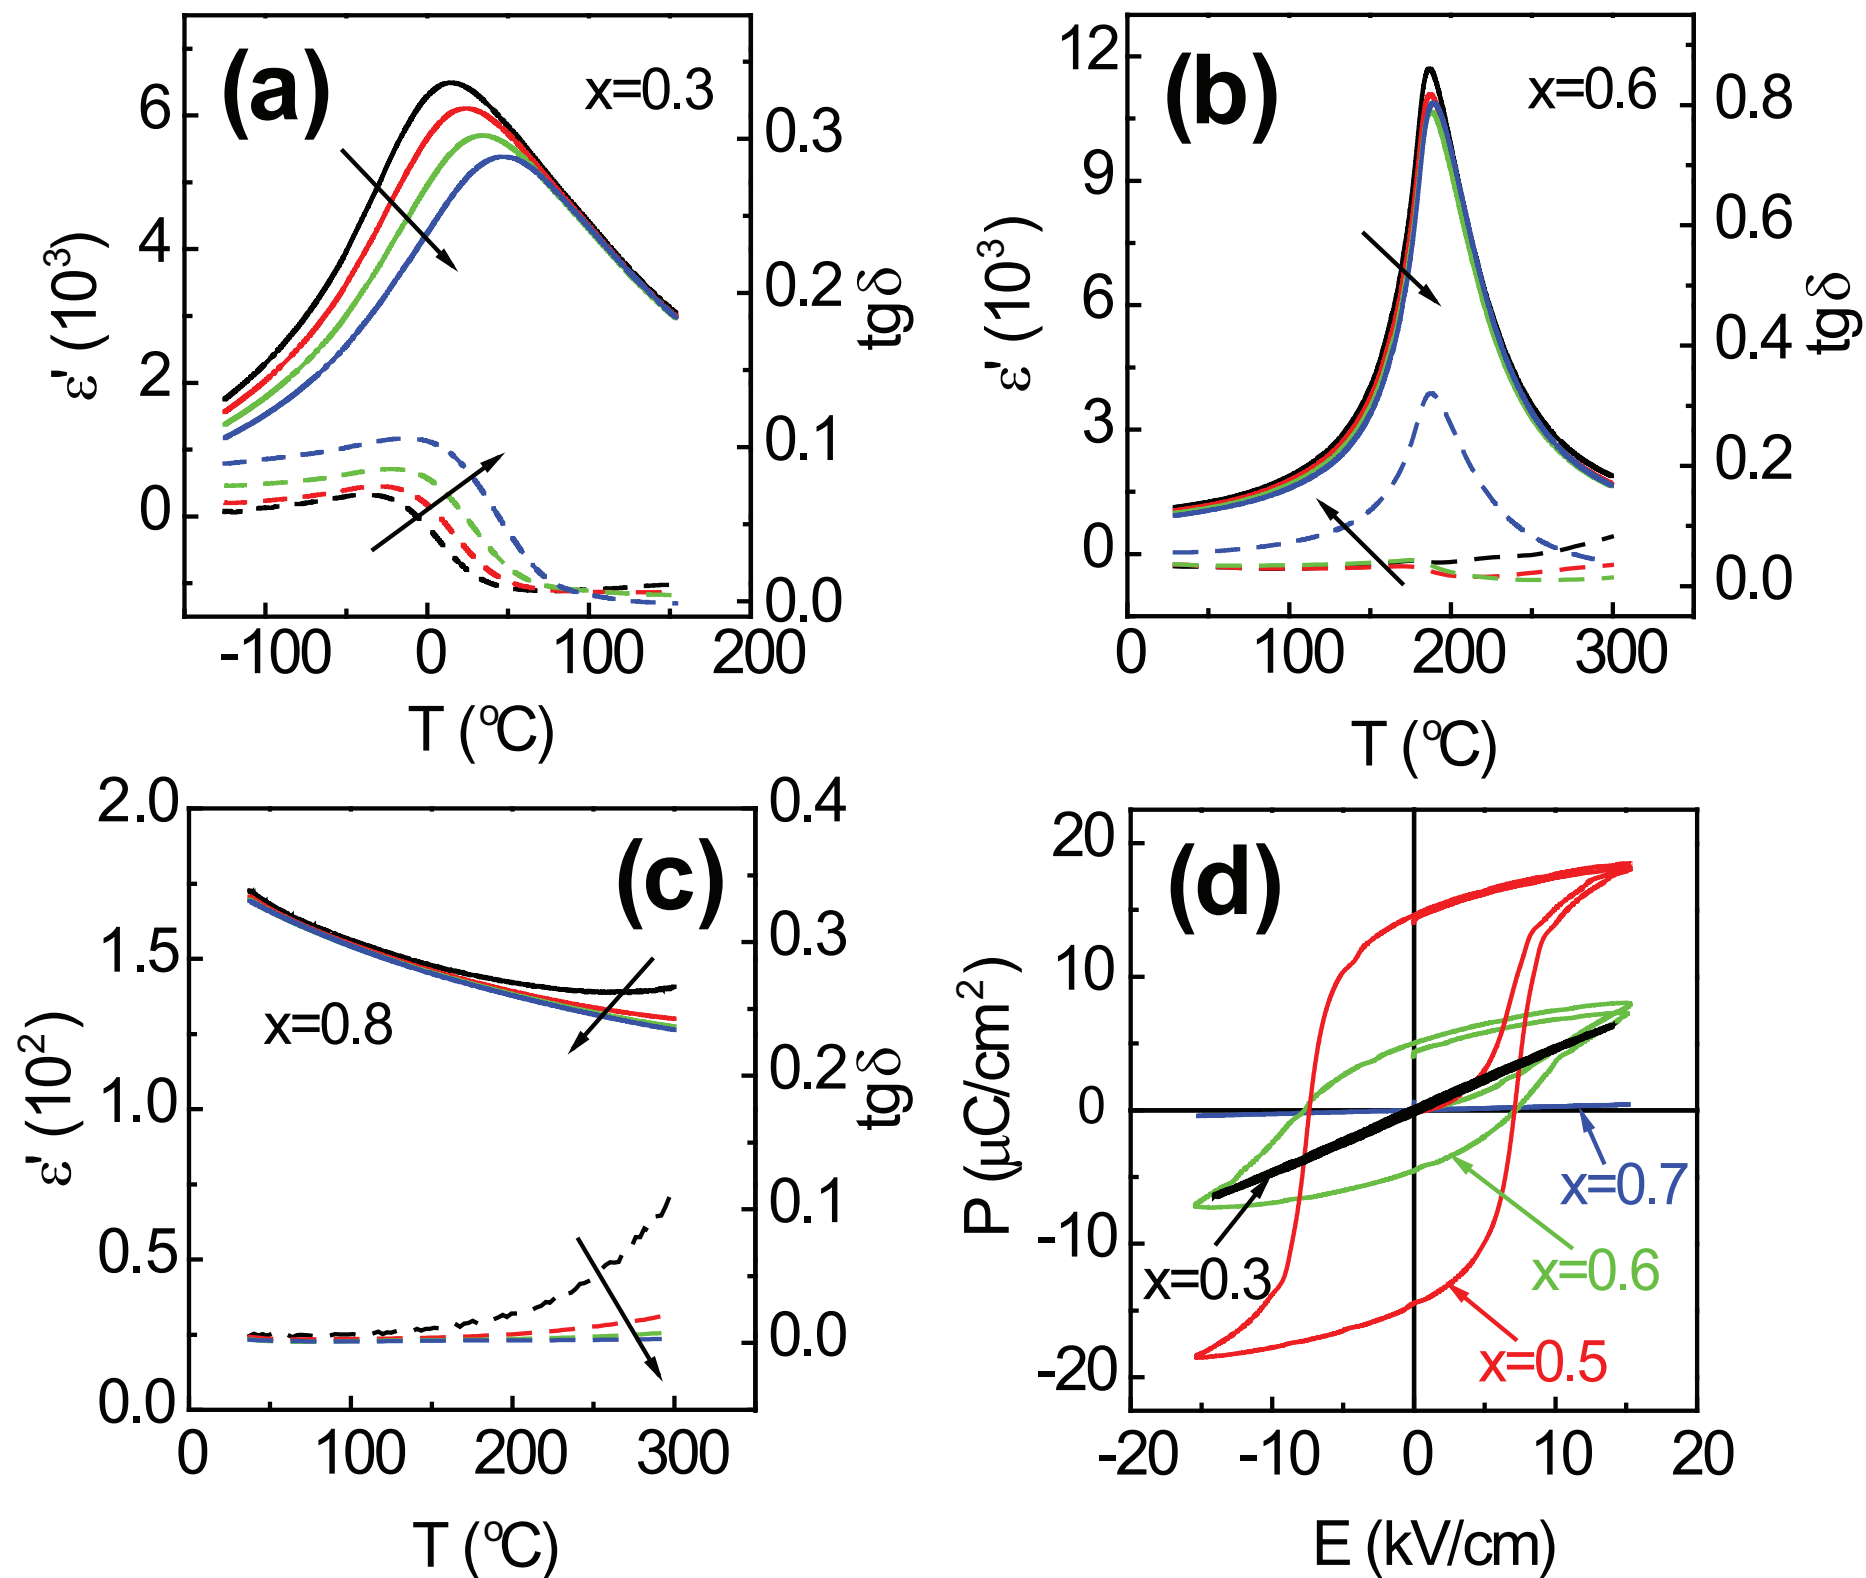 (a)
x=0.3
ε' (10³)
6
4
2
0
0.3
0.2
0.1
0.0
tgδ
-100
0
100
200
T (°C)
(b)
x=0.6
ε' (10³)
12
9
6
3
0
0.8
0.6
0.4
0.2
0.0
tgδ
0
100
200
300
T (°C)
(c)
x=0.8
ε' (10²)
2.0
1.5
1.0
0.5
0.0
0.4
0.3
0.2
0.1
0.0
tgδ
0
100
200
300
T (°C)
(d)
P (μC/cm²)
20
10
0
-10
-20
x=0.7
x=0.3
x=0.6
x=0.5
-20
-10
0
10
20
E (kV/cm)